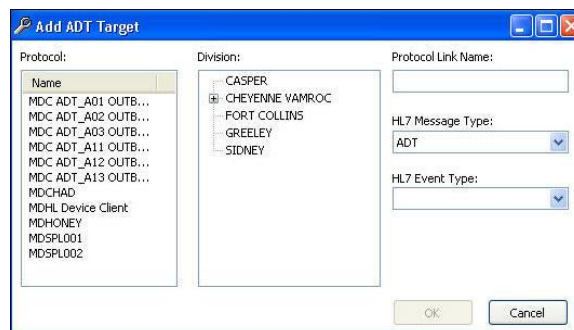 Add ADT Target
Protocol:
Name
MDC ADT_A01 OUTB...
MDC ADT_A02 OUTB...
MDC ADT_A03 OUTB...
MDC ADT_A11 OUTB...
MDC ADT_A12 OUTB...
MDC ADT_A13 OUTB...
MDCHAD
MDHL Device Client
MDHONEY
MDSPL001
MDSPL002
Division:
CASPER
CHEYENNE VAMROC
FORT COLLINS
GREELEY
SIDNEY
Protocol Link Name:
HL7 Message Type:
ADT
HL7 Event Type:
OK
Cancel